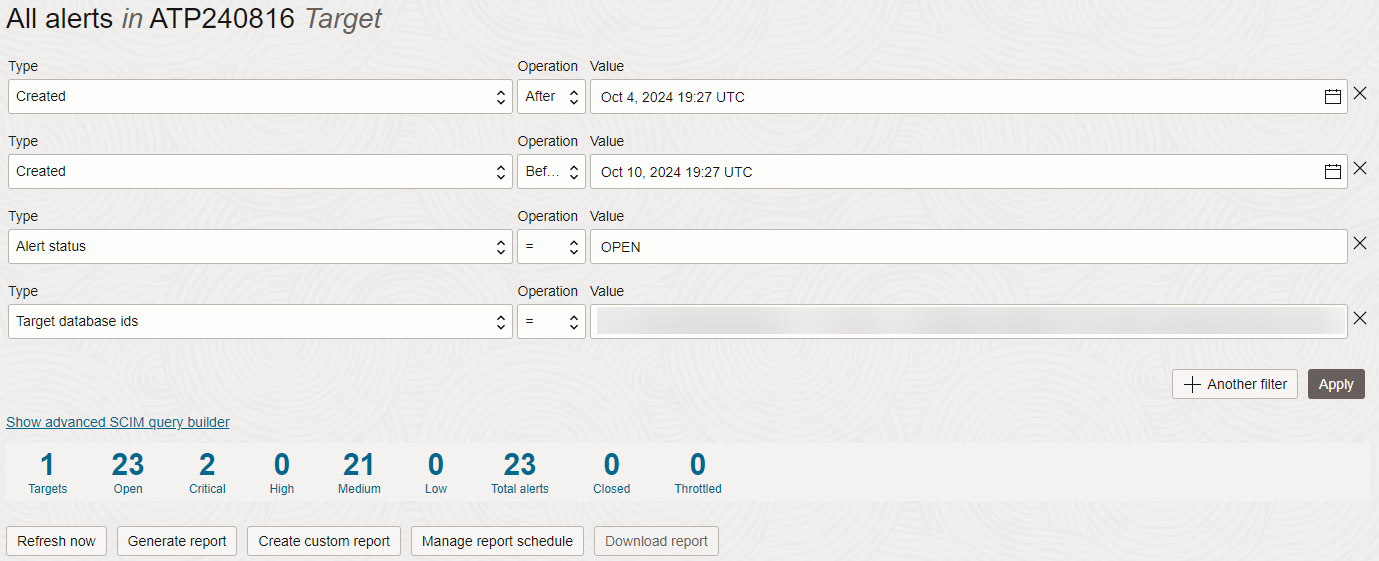 All alerts in ATP240816 Target
Type Operation Value
Created After Oct 4, 2024 19:27 UTC
Type Operation Value
Created Bef... Oct 10, 2024 19:27 UTC
Type Operation Value
Alert status = OPEN
Type Operation Value
Target database ids =
Another filter Apply
Show advanced SCIM query builder
1 23 2 0 21 0 23 0 0
Targets Open Critical High Medium Low Total alerts Closed Throttled
Refresh now Generate report Create custom report Manage report schedule Download report